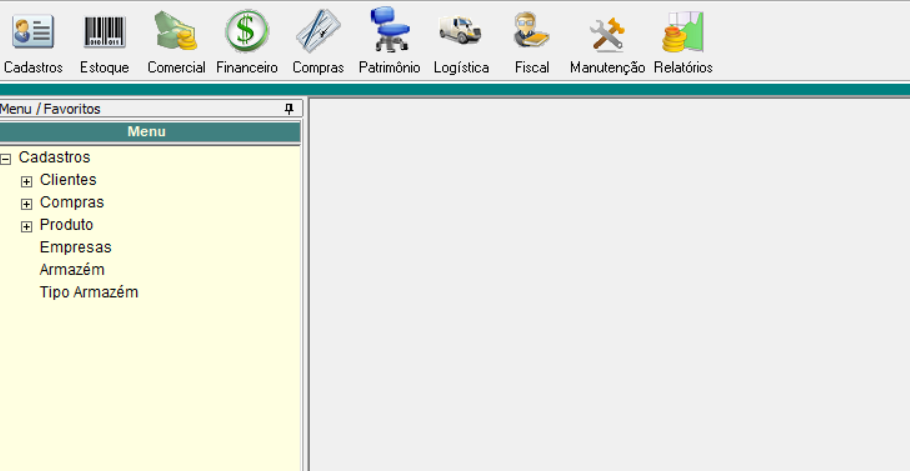 Cadastros Estoque Comercial Financeiro Compras Patrimônio Logística Fiscal Manutenção Relatórios
Menu / Favoritos
Menu
Cadastros
Clientes
Compras
Produto
Empresas
Armazém
Tipo Armazém